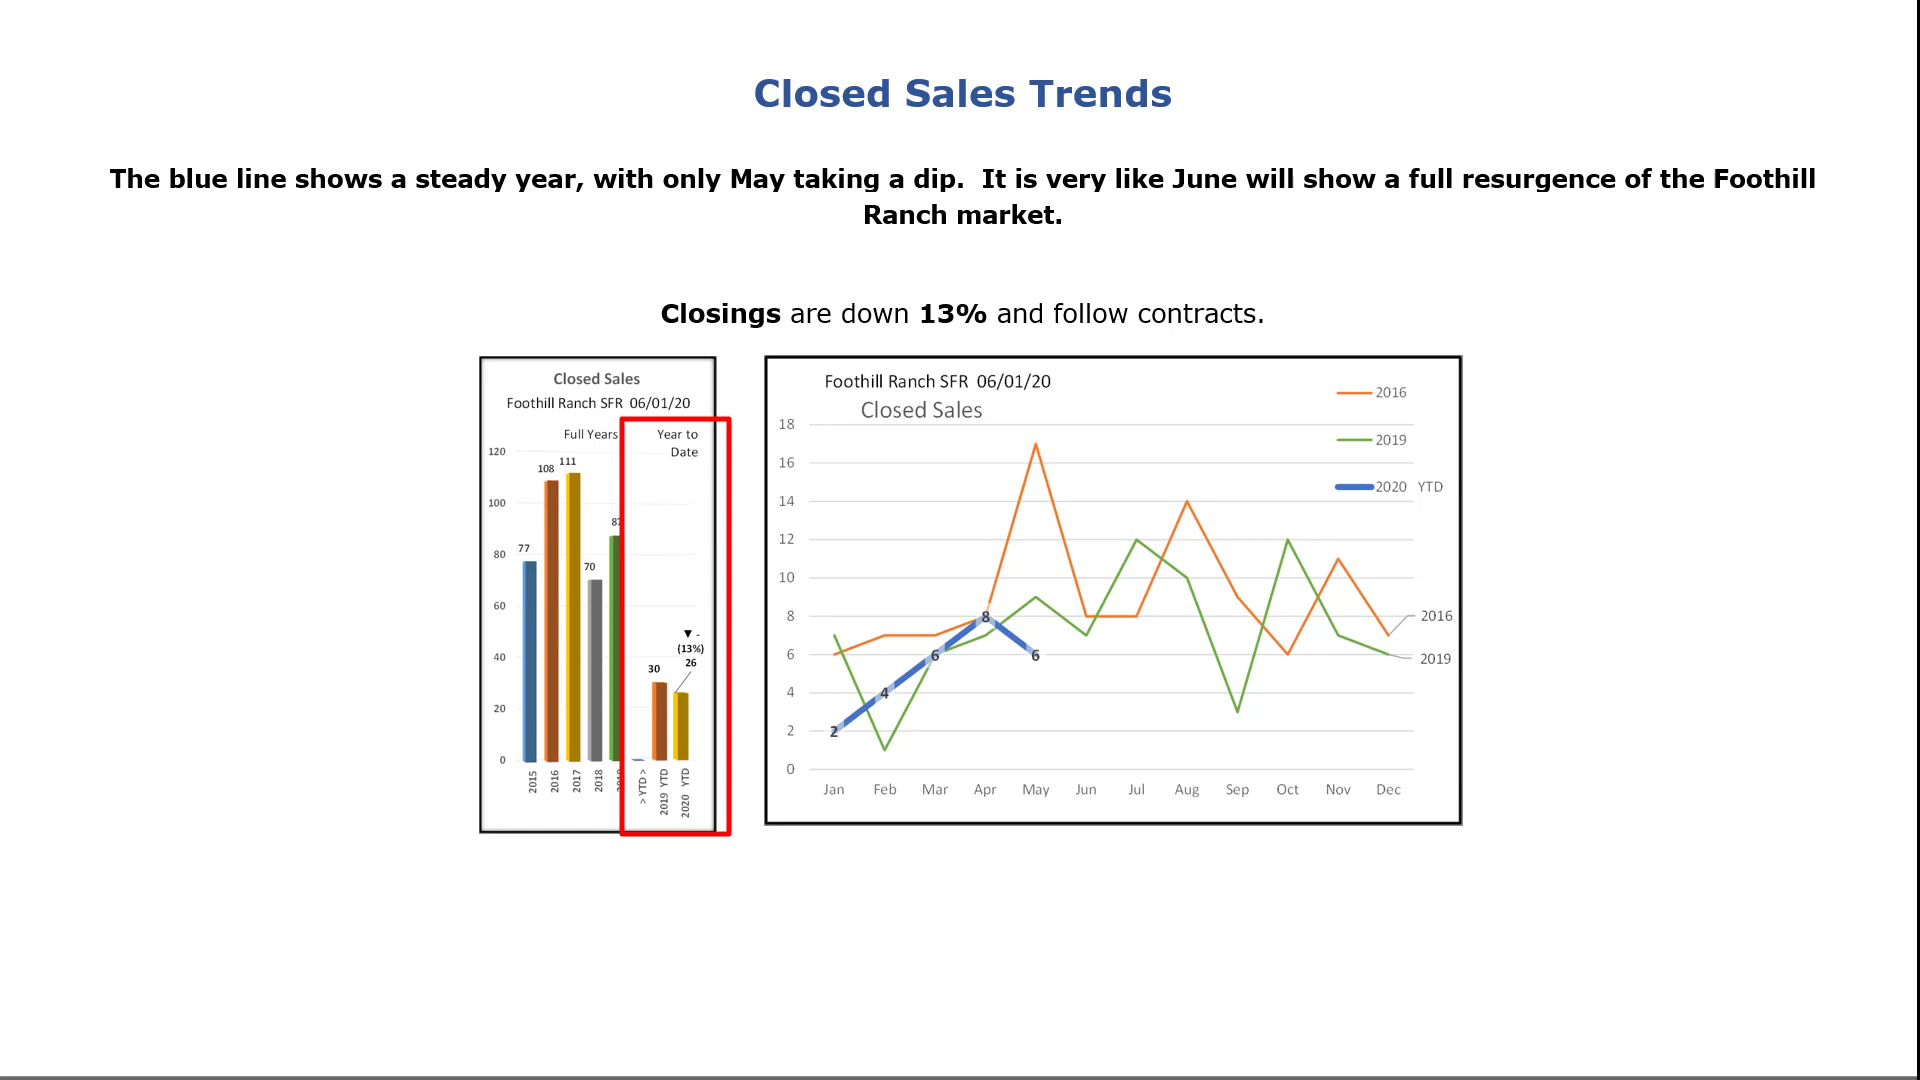 Closed Sales Trends
The blue line shows a steady year, with only May taking a dip.  It is very like June will show a full resurgence of the Foothill
Ranch market.
Closings are down 13% and follow contracts.
Closed Sales
Foothill Ranch SFR 06/01/20
Full Years
Year to
Date
120
100
80
60
40
20
0
77
108
111
70
87
▼ -
(13%)
30
26
2015
2016
2017
2018
> YTD >
2019 YTD
2020 YTD
Foothill Ranch SFR 06/01/20
Closed Sales
2016
2019
2020 YTD
18
16
14
12
10
8
6
4
2
0
2
4
6
8
6
2016
2019
Jan
Feb
Mar
Apr
May
Jun
Jul
Aug
Sep
Oct
Nov
Dec